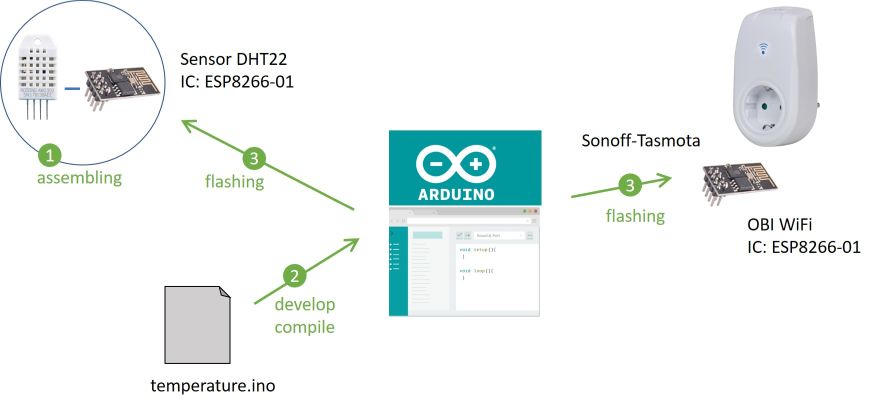 Sensor DHT22
IC: ESP8266-01
1
assembling
3
flashing
ARDUINO
void setup(){
}
void loop(){
}
2
develop
compile
temperature.ino
Sonoff-Tasmota
3
flashing
OBI WiFi
IC: ESP8266-01